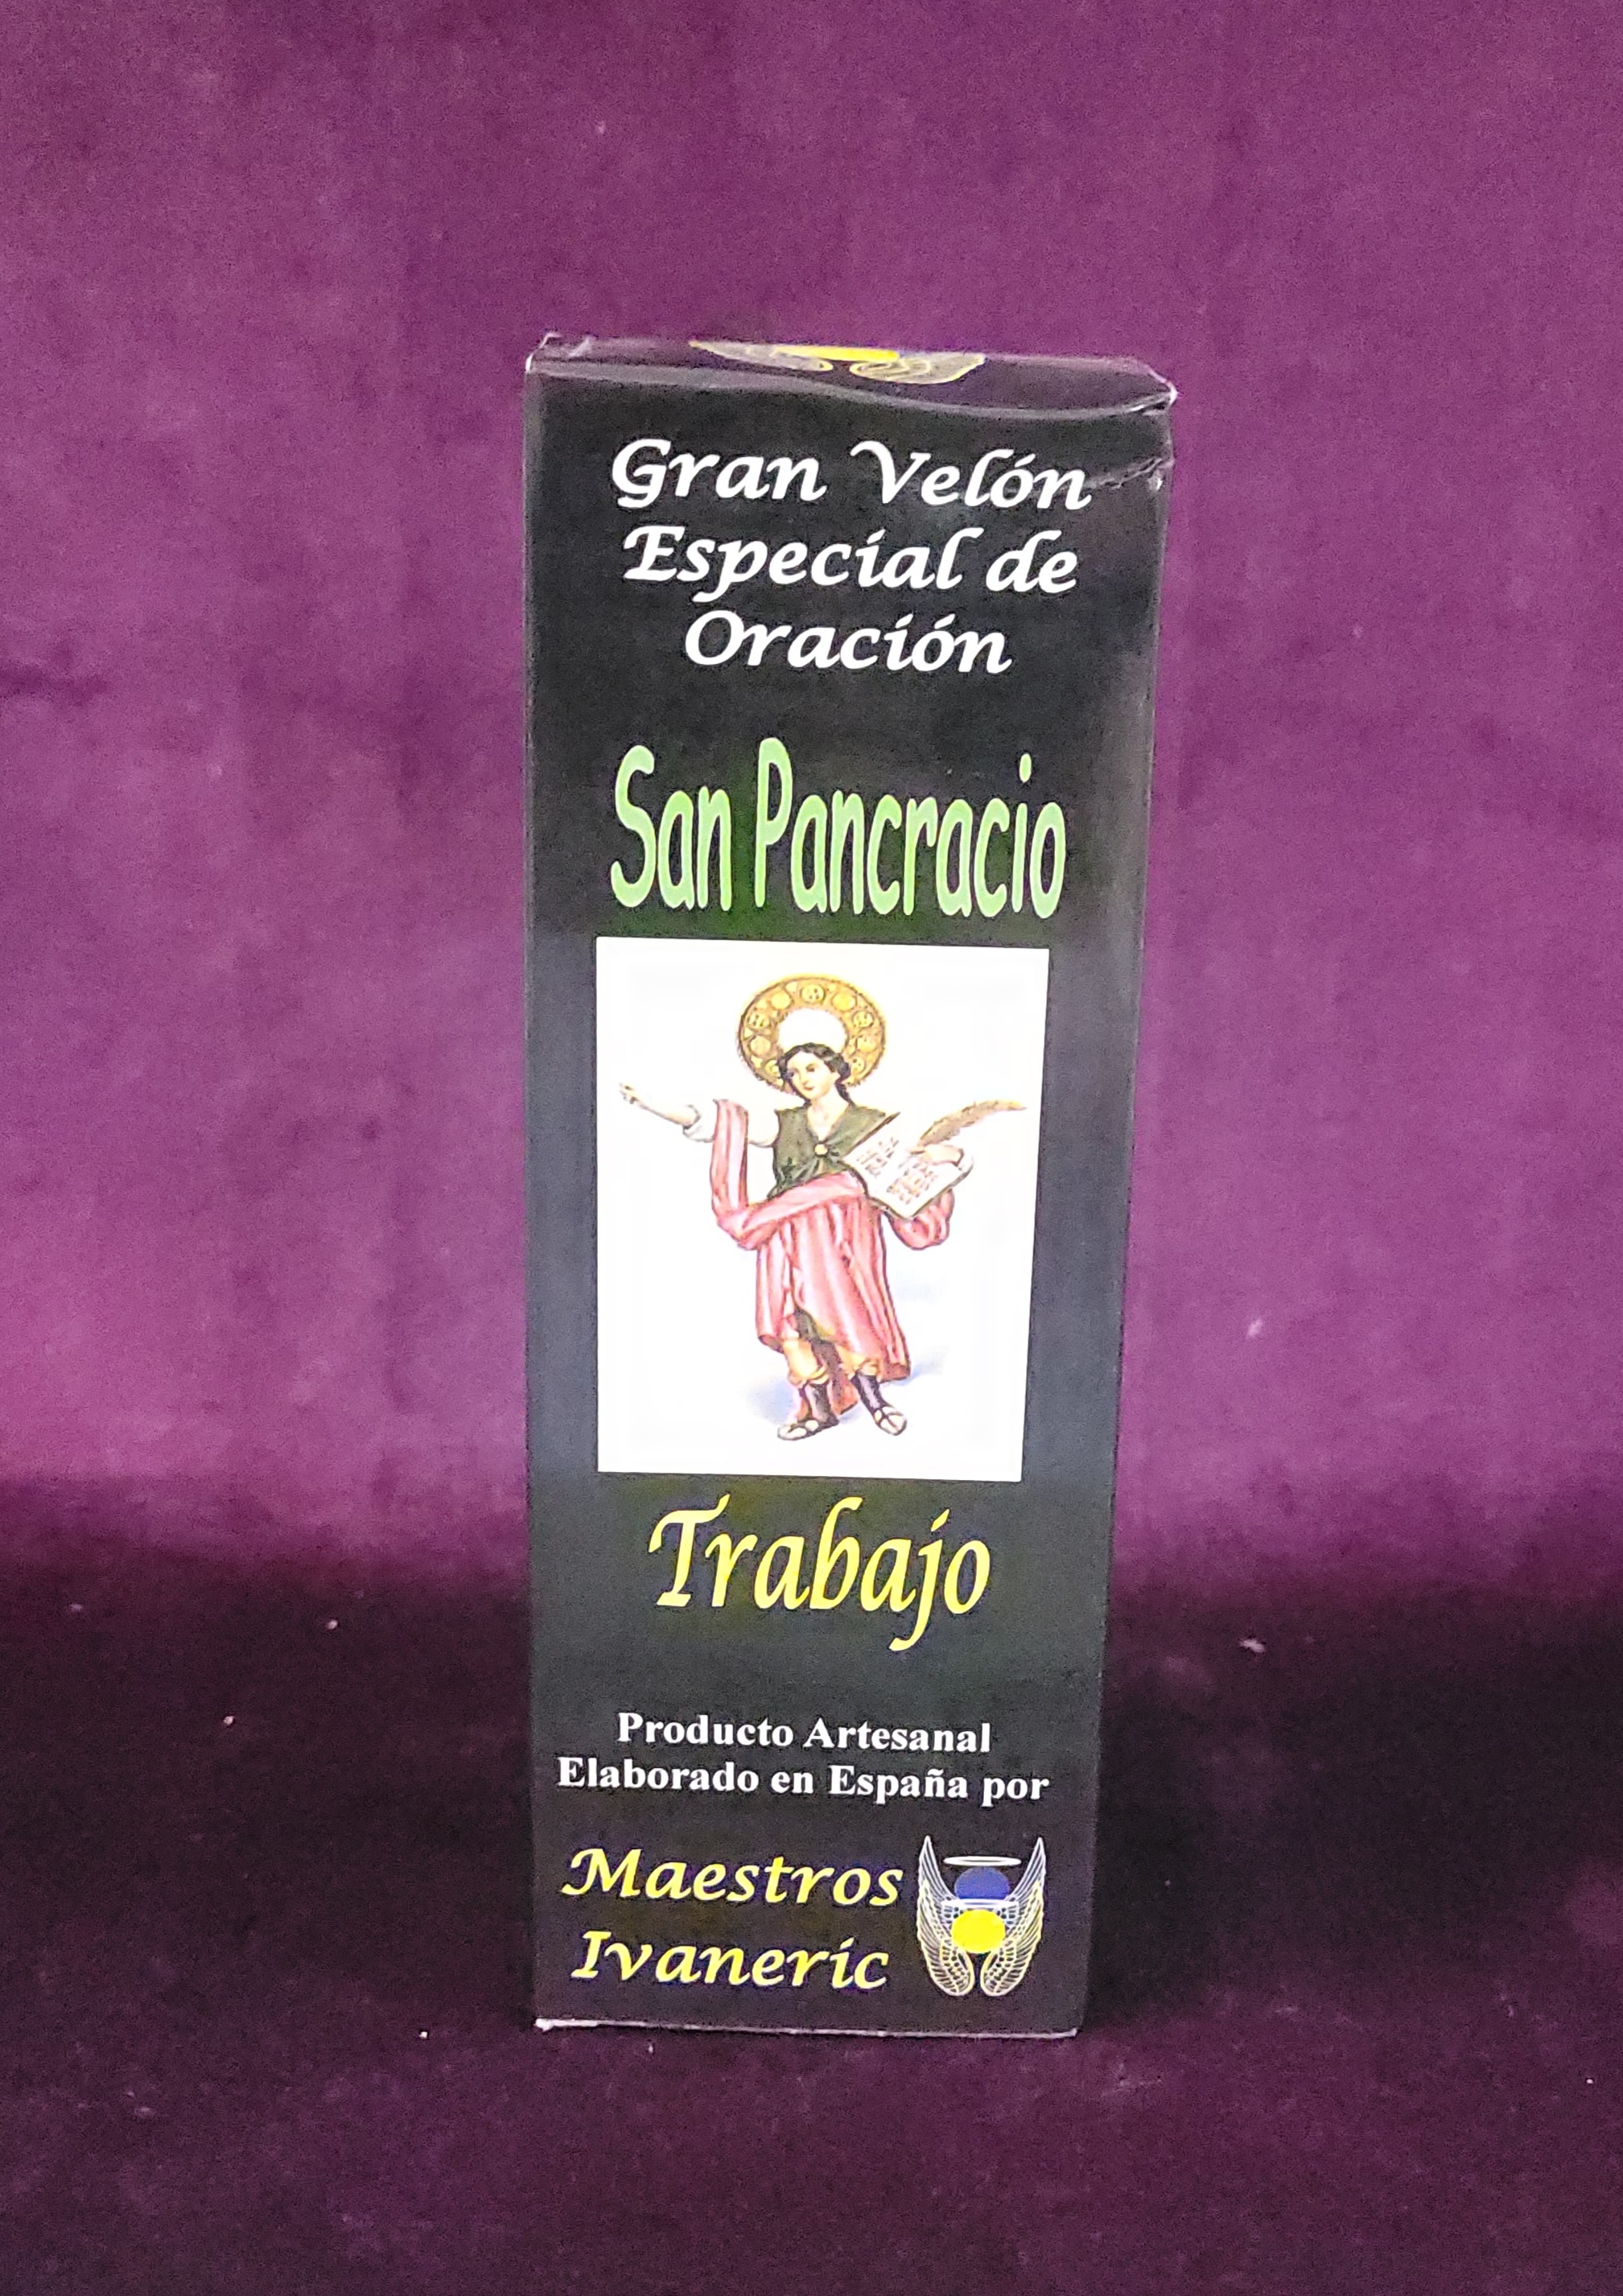 Gran Velón
Especial de
Oración
San Pancracio
Trabajo
Producto Artesanal
Elaborado en España por
Maestros
Ivaneric